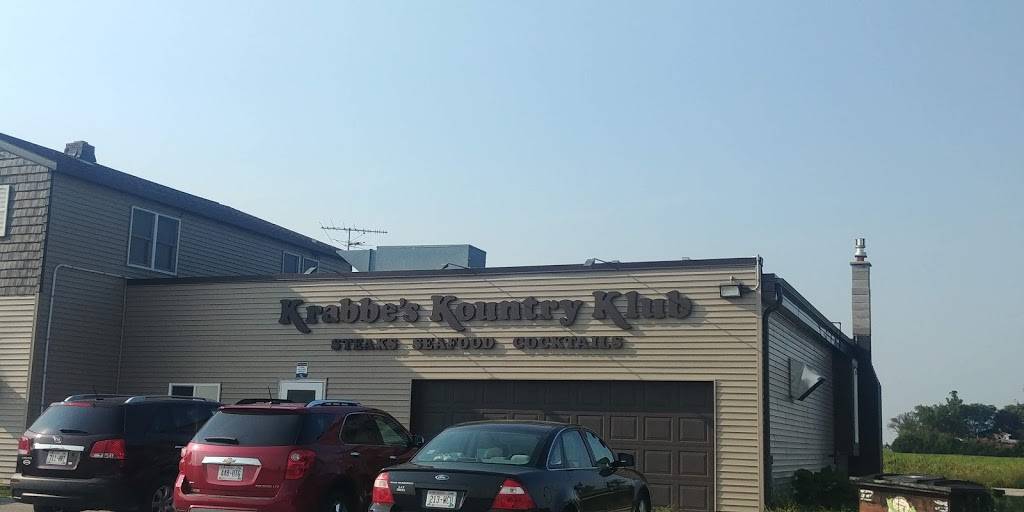 Krabbe's Kountry Klub
STEAKS SEAFOOD COCKTAILS